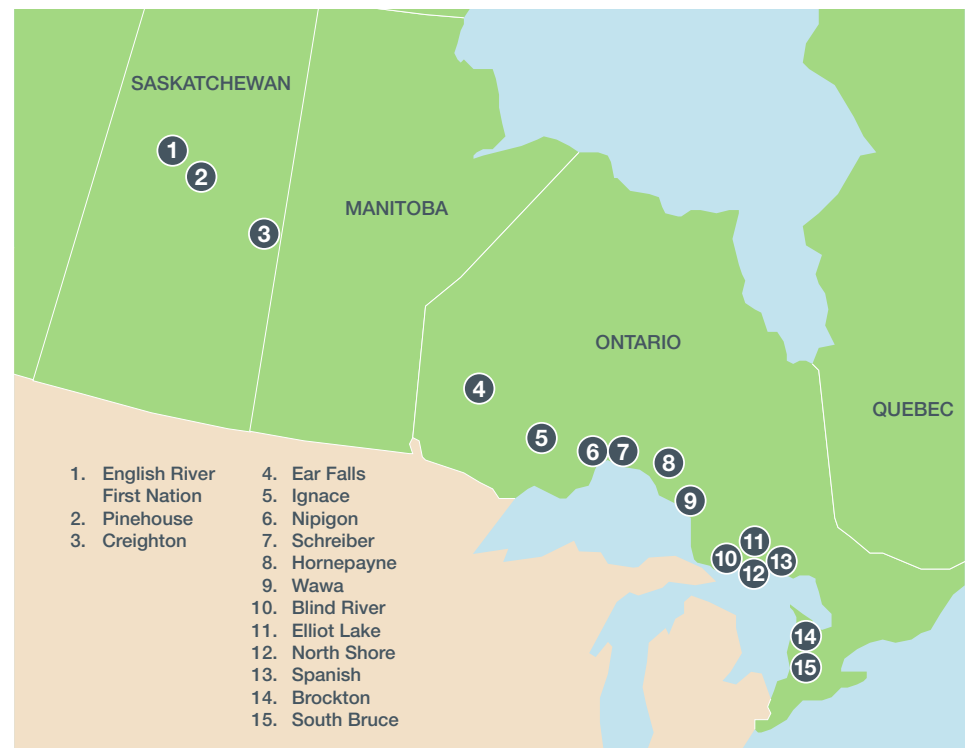 SASKATCHEWAN
1
2
MANITOBA
3
ONTARIO
4
QUEBEC
5
6
7
8
9
11
10
13
12
14
15
1. English River
First Nation
2. Pinehouse
3. Creighton
4. Ear Falls
5. Ignace
6. Nipigon
7. Schreiber
8. Hornepayne
9. Wawa
10. Blind River
11. Elliot Lake
12. North Shore
13. Spanish
14. Brockton
15. South Bruce